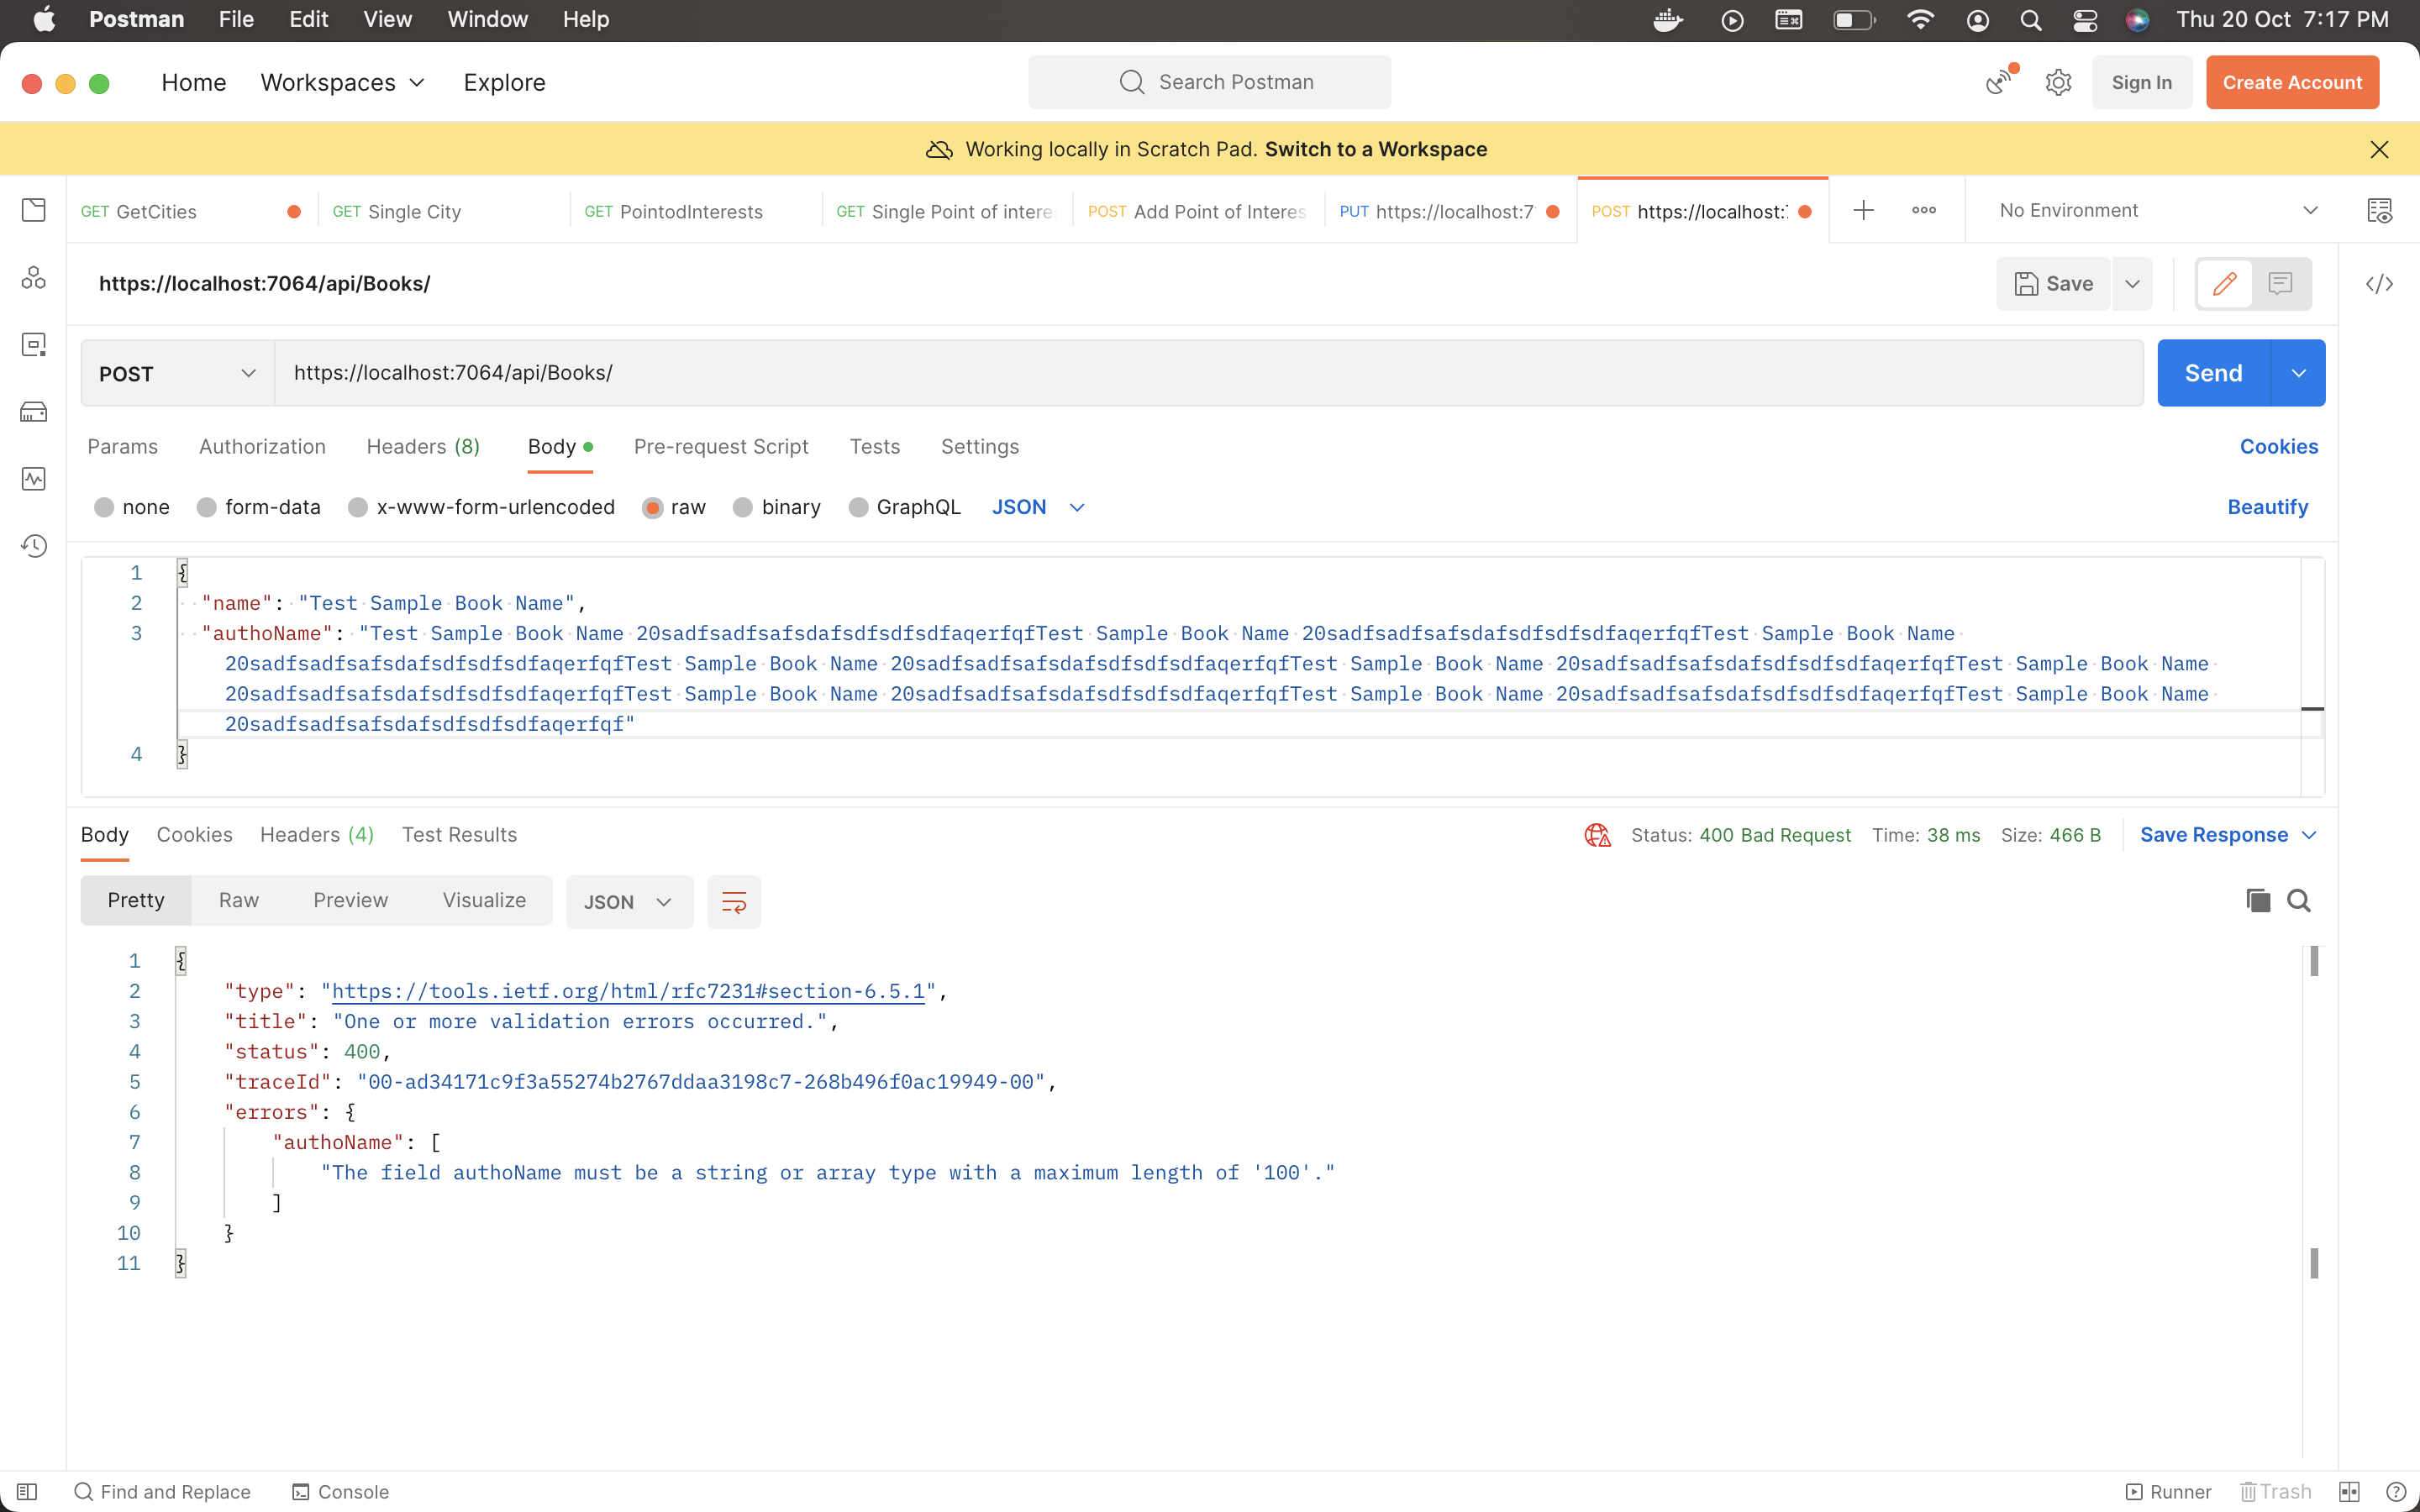 Postman File Edit View Window Help Thu 20 Oct 7:17 PM
Home Workspaces Explore Search Postman Sign In Create Account
Working locally in Scratch Pad. Switch to a Workspace
GET GetCities GET Single City GET PointodInterests GET Single Point of intere POST Add Point of Interes PUT https://localhost:7 POST https://localhost: No Environment
https://localhost:7064/api/Books/ Save
POST https://localhost:7064/api/Books/ Send
Params Authorization Headers (8) Body Pre-request Script Tests Settings Cookies
none form-data x-www-form-urlencoded raw binary GraphQL JSON Beautify
1 {
2 "name": "Test Sample Book Name",
3 "authoName": "Test Sample Book Name 20sadfsadfsafsdafsdfsdfsdfaqerfqfTest Sample Book Name 20sadfsadfsafsdafsdfsdfsdfaqerfqfTest Sample Book Name
20sadfsadfsafsdafsdfsdfsdfaqerfqfTest Sample Book Name 20sadfsadfsafsdafsdfsdfsdfaqerfqfTest Sample Book Name 20sadfsadfsafsdafsdfsdfsdfaqerfqfTest Sample Book Name
20sadfsadfsafsdafsdfsdfsdfaqerfqfTest Sample Book Name 20sadfsadfsafsdafsdfsdfsdfaqerfqfTest Sample Book Name 20sadfsadfsafsdafsdfsdfsdfaqerfqfTest Sample Book Name
20sadfsadfsafsdafsdfsdfsdfaqerfqf"
4 }
Body Cookies Headers (4) Test Results Status: 400 Bad Request Time: 38 ms Size: 466 B Save Response
Pretty Raw Preview Visualize JSON
1 {
2 "type": "https://tools.ietf.org/html/rfc7231#section-6.5.1",
3 "title": "One or more validation errors occurred.",
4 "status": 400,
5 "traceId": "00-ad34171c9f3a55274b2767ddaa3198c7-268b496f0ac19949-00",
6 "errors": {
7 "authoName": [
8 "The field authoName must be a string or array type with a maximum length of '100'."
9 ]
10 }
11 }
Find and Replace Console Runner Trash